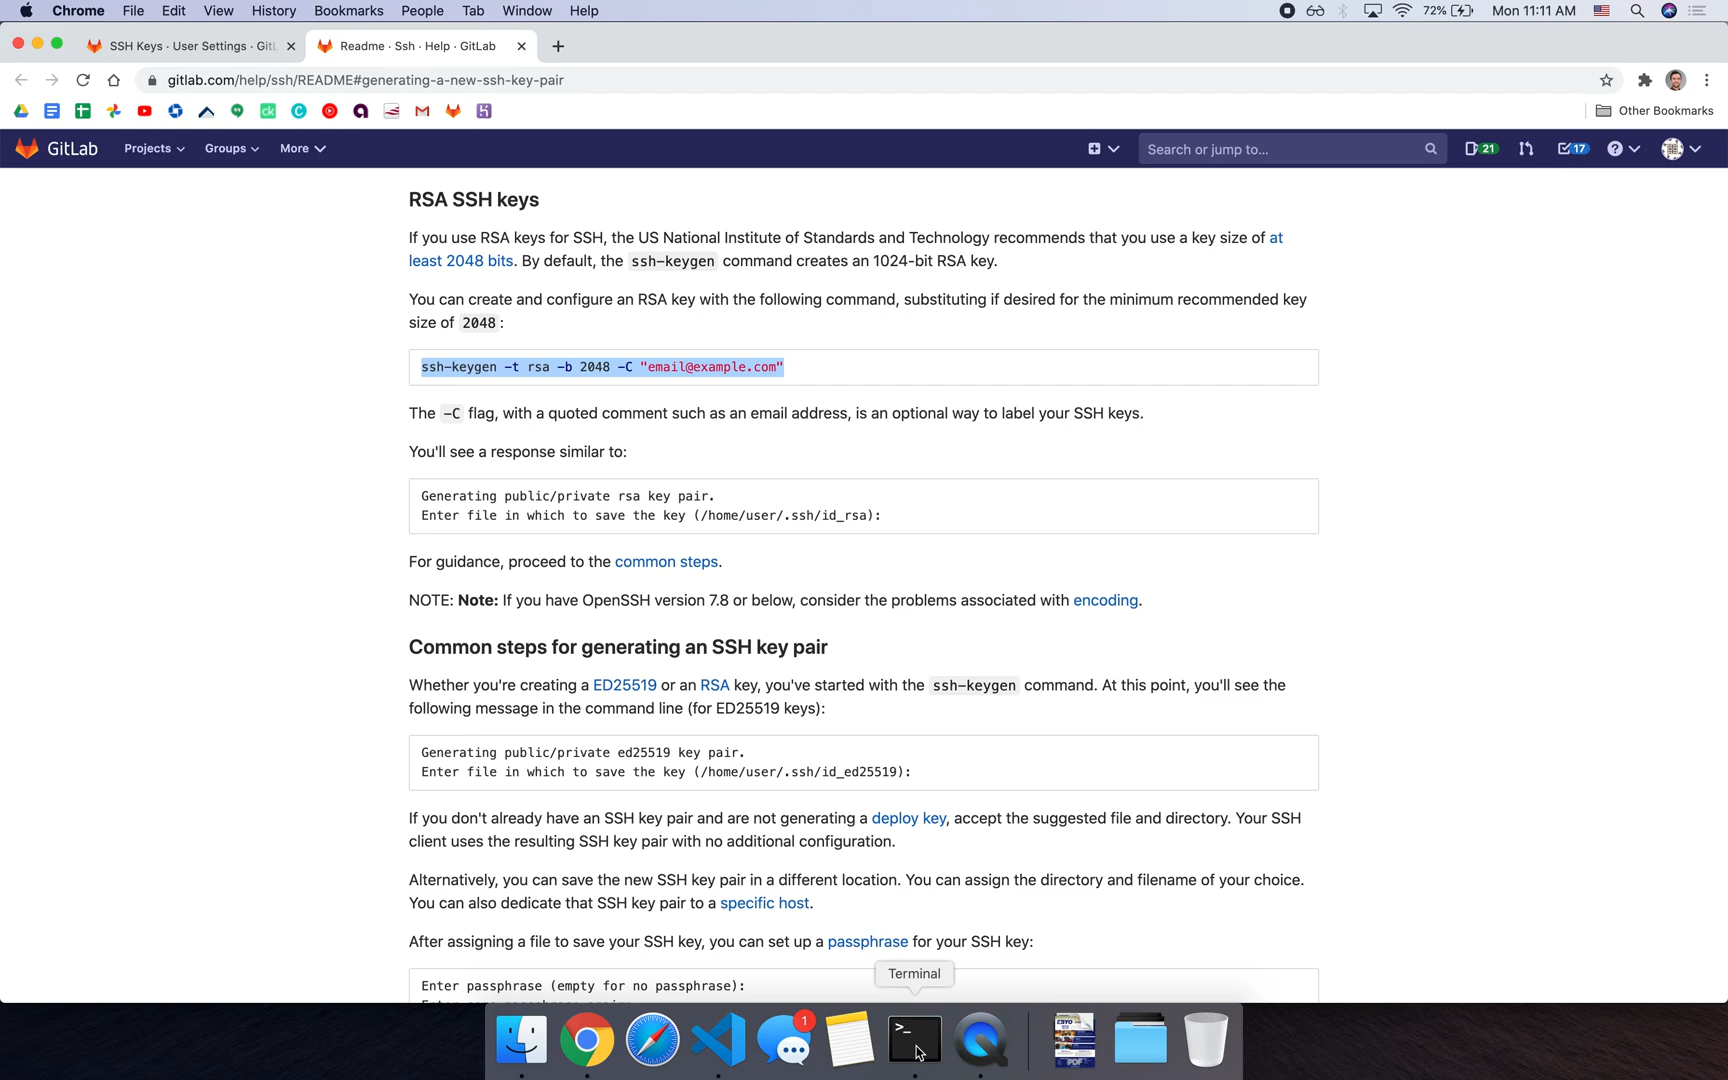 Chrome File Edit View History Bookmarks People Tab Window Help 72% Mon 11:11 AM
SSH Keys · User Settings · GitL Readme · Ssh · Help · GitLab
gitlab.com/help/ssh/README#generating-a-new-ssh-key-pair
Other Bookmarks
GitLab Projects Groups More Search or jump to... 21 17
RSA SSH keys
If you use RSA keys for SSH, the US National Institute of Standards and Technology recommends that you use a key size of at
least 2048 bits. By default, the ssh-keygen command creates an 1024-bit RSA key.
You can create and configure an RSA key with the following command, substituting if desired for the minimum recommended key
size of 2048:
ssh-keygen -t rsa -b 2048 -C "email@example.com"
The -C flag, with a quoted comment such as an email address, is an optional way to label your SSH keys.
You'll see a response similar to:
Generating public/private rsa key pair.
Enter file in which to save the key (/home/user/.ssh/id_rsa):
For guidance, proceed to the common steps.
NOTE: Note: If you have OpenSSH version 7.8 or below, consider the problems associated with encoding.
Common steps for generating an SSH key pair
Whether you're creating a ED25519 or an RSA key, you've started with the ssh-keygen command. At this point, you'll see the
following message in the command line (for ED25519 keys):
Generating public/private ed25519 key pair.
Enter file in which to save the key (/home/user/.ssh/id_ed25519):
If you don't already have an SSH key pair and are not generating a deploy key, accept the suggested file and directory. Your SSH
client uses the resulting SSH key pair with no additional configuration.
Alternatively, you can save the new SSH key pair in a different location. You can assign the directory and filename of your choice.
You can also dedicate that SSH key pair to a specific host.
After assigning a file to save your SSH key, you can set up a passphrase for your SSH key:
Terminal
Enter passphrase (empty for no passphrase):
1
>_